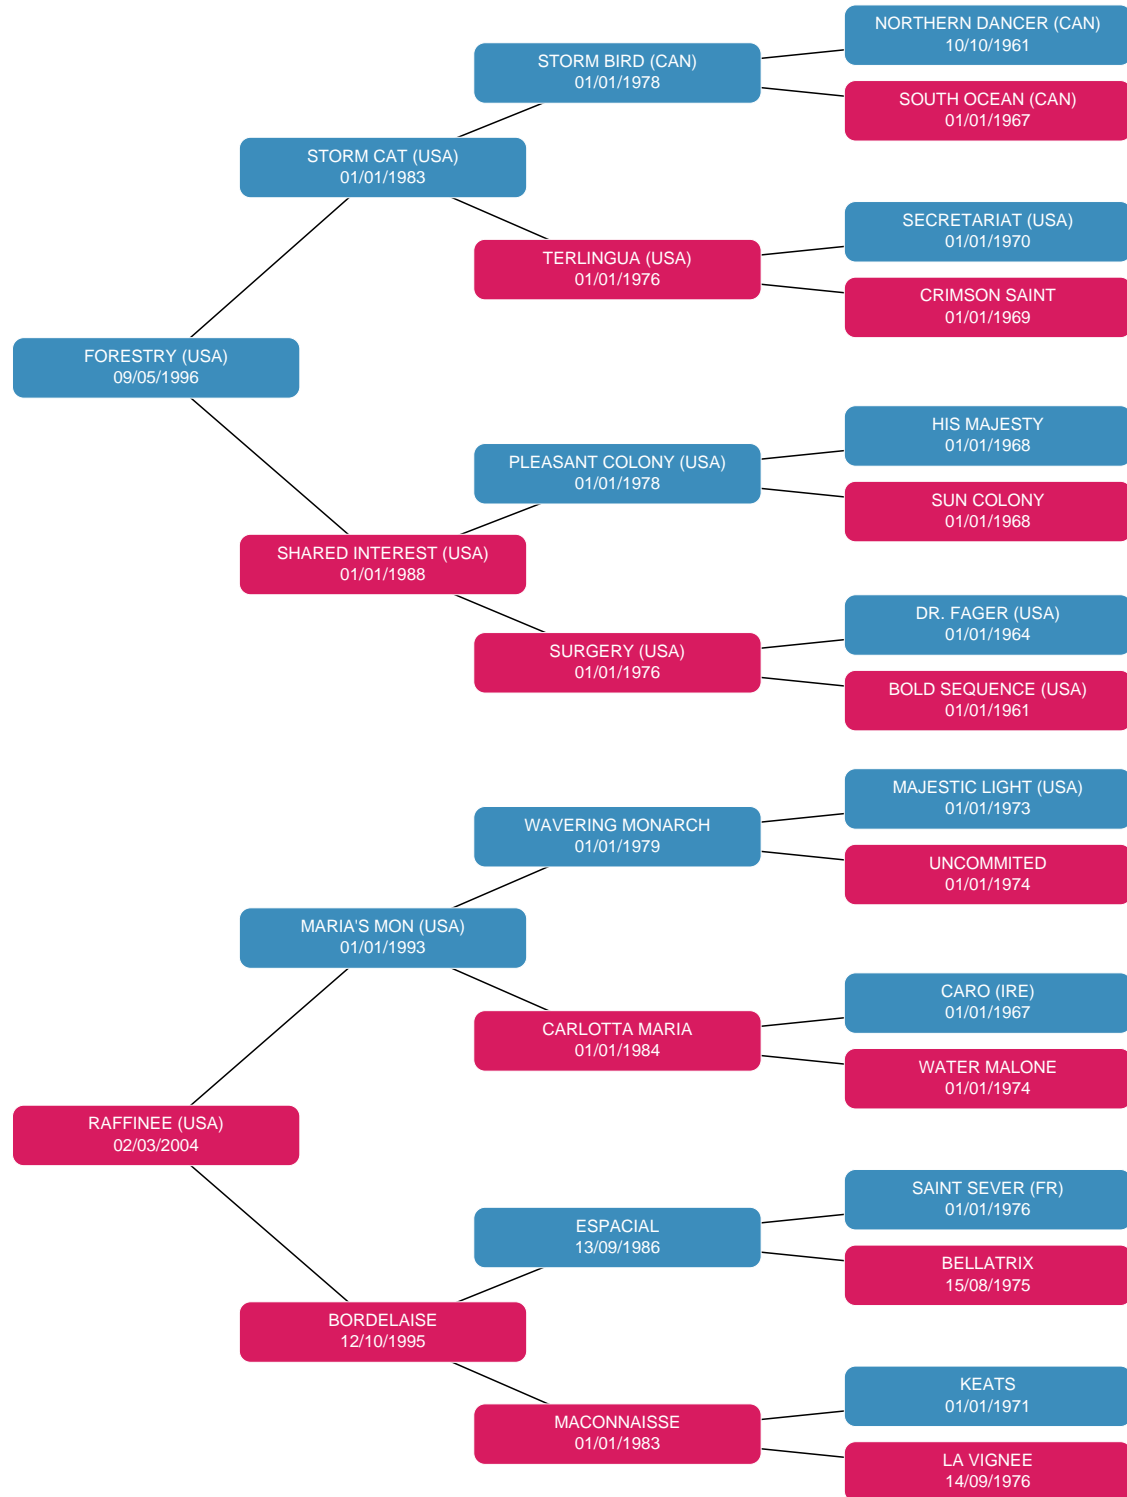 NORTHERN DANCER (CAN)
10/10/1961
STORM BIRD (CAN)
01/01/1978
SOUTH OCEAN (CAN)
01/01/1967
STORM CAT (USA)
01/01/1983
SECRETARIAT (USA)
01/01/1970
TERLINGUA (USA)
01/01/1976
CRIMSON SAINT
01/01/1969
FORESTRY (USA)
09/05/1996
HIS MAJESTY
01/01/1968
PLEASANT COLONY (USA)
01/01/1978
SUN COLONY
01/01/1968
SHARED INTEREST (USA)
01/01/1988
DR. FAGER (USA)
01/01/1964
SURGERY (USA)
01/01/1976
BOLD SEQUENCE (USA)
01/01/1961
MAJESTIC LIGHT (USA)
01/01/1973
WAVERING MONARCH
01/01/1979
UNCOMMITED
01/01/1974
MARIA'S MON (USA)
01/01/1993
CARO (IRE)
01/01/1967
CARLOTTA MARIA
01/01/1984
WATER MALONE
01/01/1974
RAFFINEE (USA)
02/03/2004
SAINT SEVER (FR)
01/01/1976
ESPACIAL
13/09/1986
BELLATRIX
15/08/1975
BORDELAISE
12/10/1995
KEATS
01/01/1971
MACONNAISSE
01/01/1983
LA VIGNEE
14/09/1976